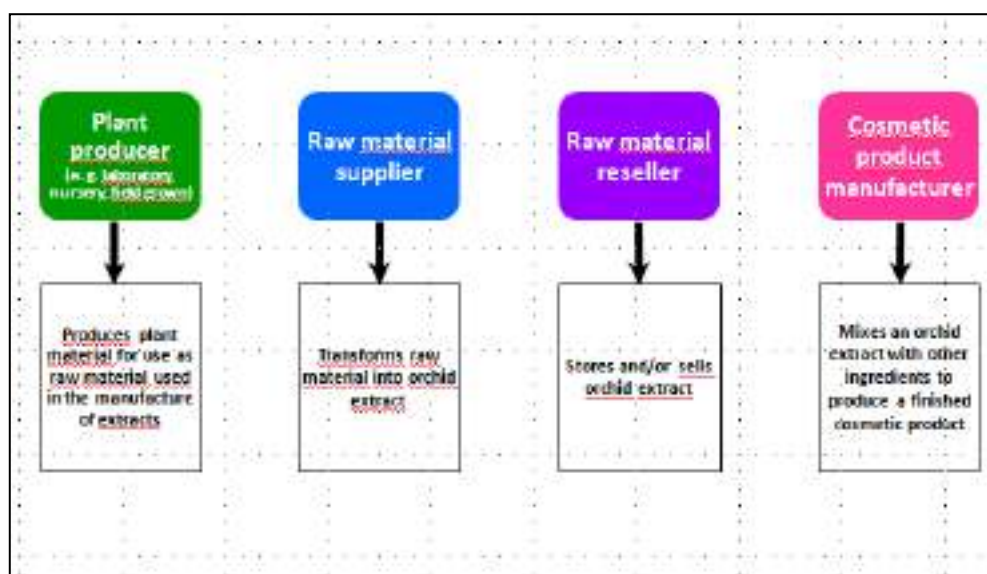 Plant
producer
(e.g. laboratory,
nursery, field grown)
Produces plant
material for use as
raw material used
in the manufacture
of extracts
Raw material
supplier
Transforms raw
material into orchid
extract
Raw material
reseller
Stores and/or sells
orchid extract
Cosmetic
product
manufacturer
Mixes an orchid
extract with other
ingredients to
produce a finished
cosmetic product